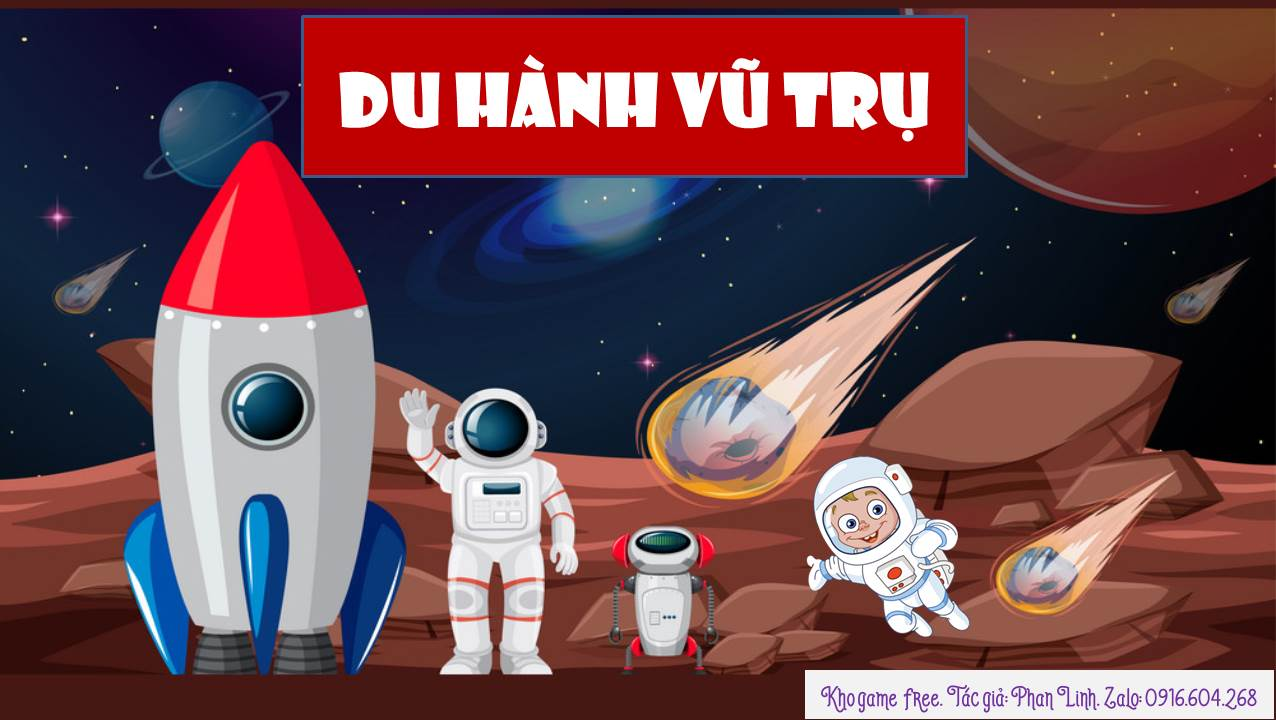 DU HÀNH VŨ TRỤ
Kho game free. Tác giả: Phan Linh. Zalo: 0916.604.268